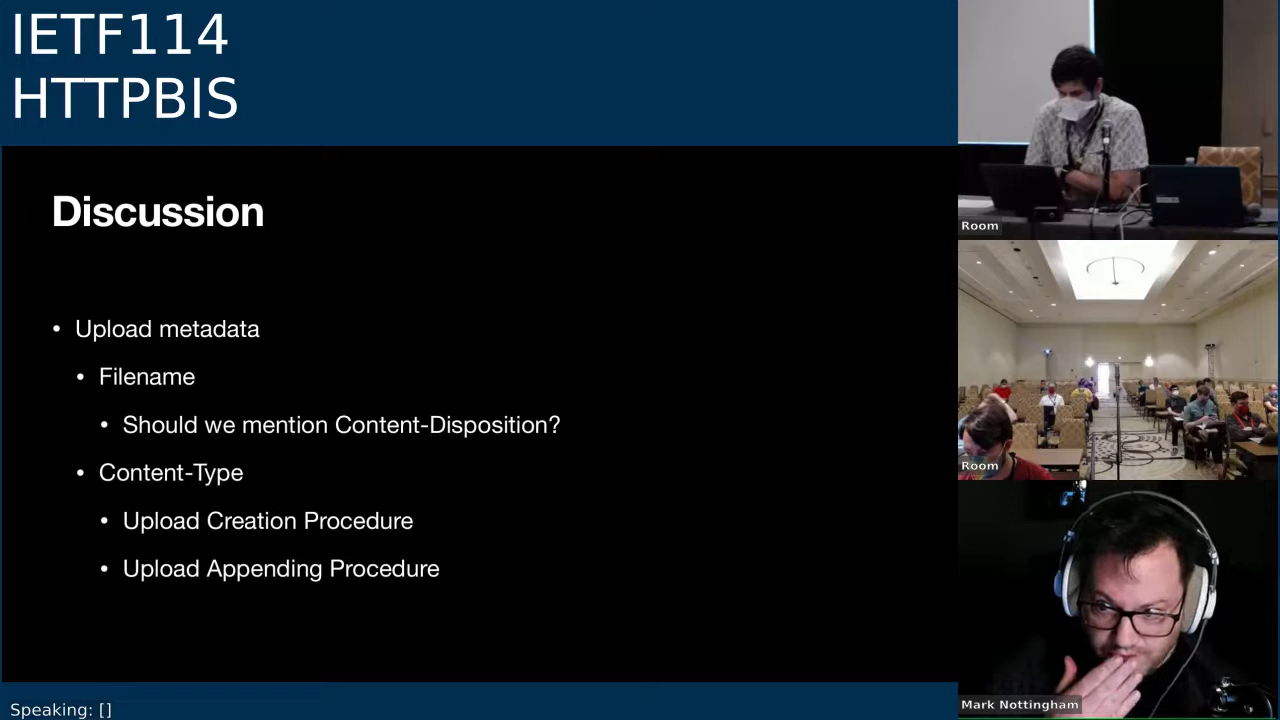 IETF114
HTTPBIS
Discussion
• Upload metadata
• Filename
• Should we mention Content-Disposition?
• Content-Type
• Upload Creation Procedure
• Upload Appending Procedure
Speaking: []
Room
Room
Mark Nottingham